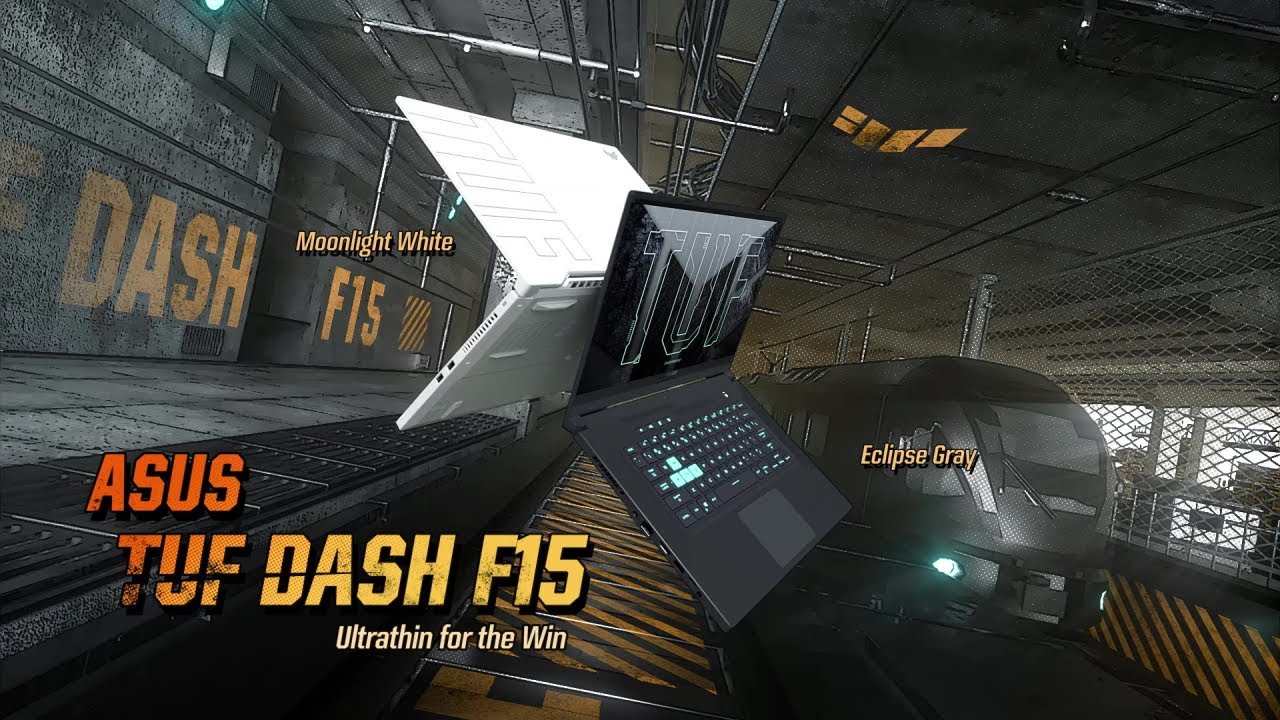 DASH
F15
Moonlight White
TUF
TUF
Eclipse Gray
ASUS
TUF DASH F15
Ultrathin for the Win